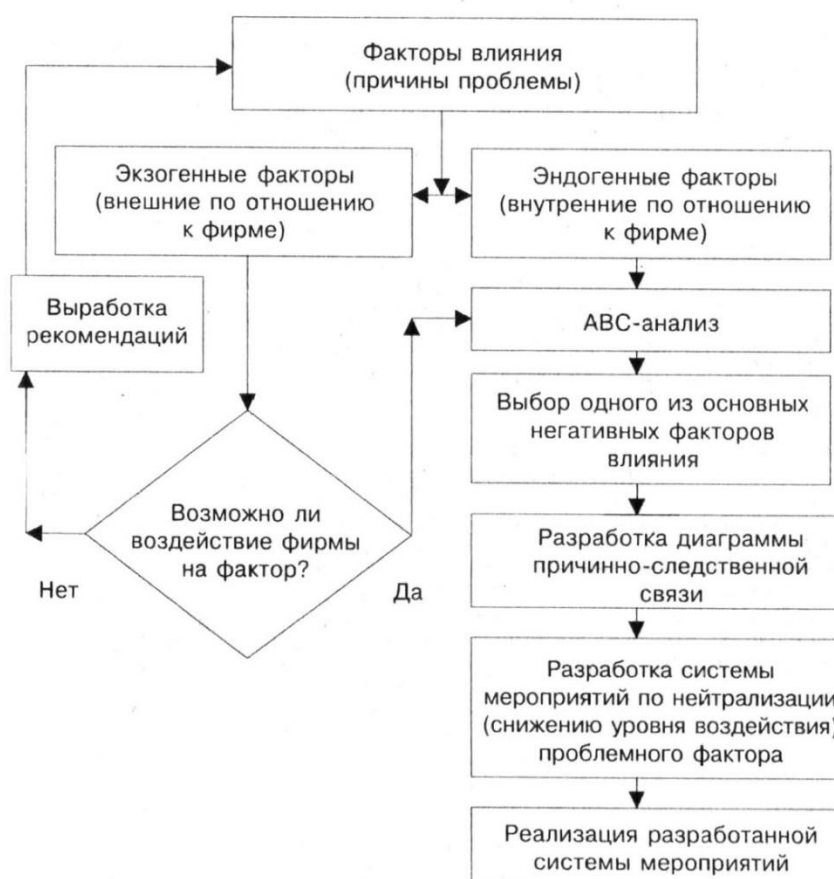 Факторы влияния
(причины проблемы)
Экзогенные факторы
(внешние по отношению
к фирме)
Эндогенные факторы
(внутренние по отношению
к фирме)
Выработка
рекомендаций
АВС-анализ
Выбор одного из основных
негативных факторов
влияния
Возможно ли
воздействие фирмы
на фактор?
Нет
Да
Разработка диаграммы
причинно-следственной
связи
Разработка системы
мероприятий по нейтрализации
(снижению уровня воздействия)
проблемного фактора
Реализация разработанной
системы мероприятий